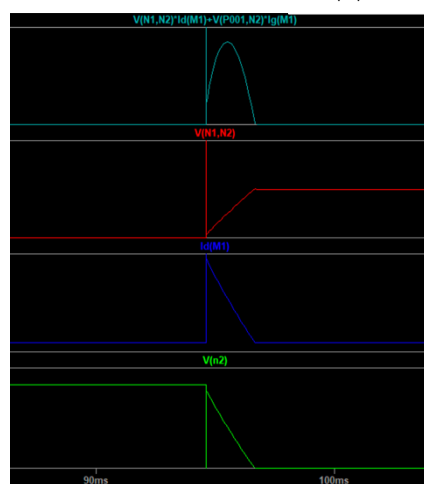 V(N1,N2)*Id(M1)+V(P001,N2)*Ig(M1)
V(N1,N2)
Id(M1)
V(n2)
90ms 100ms